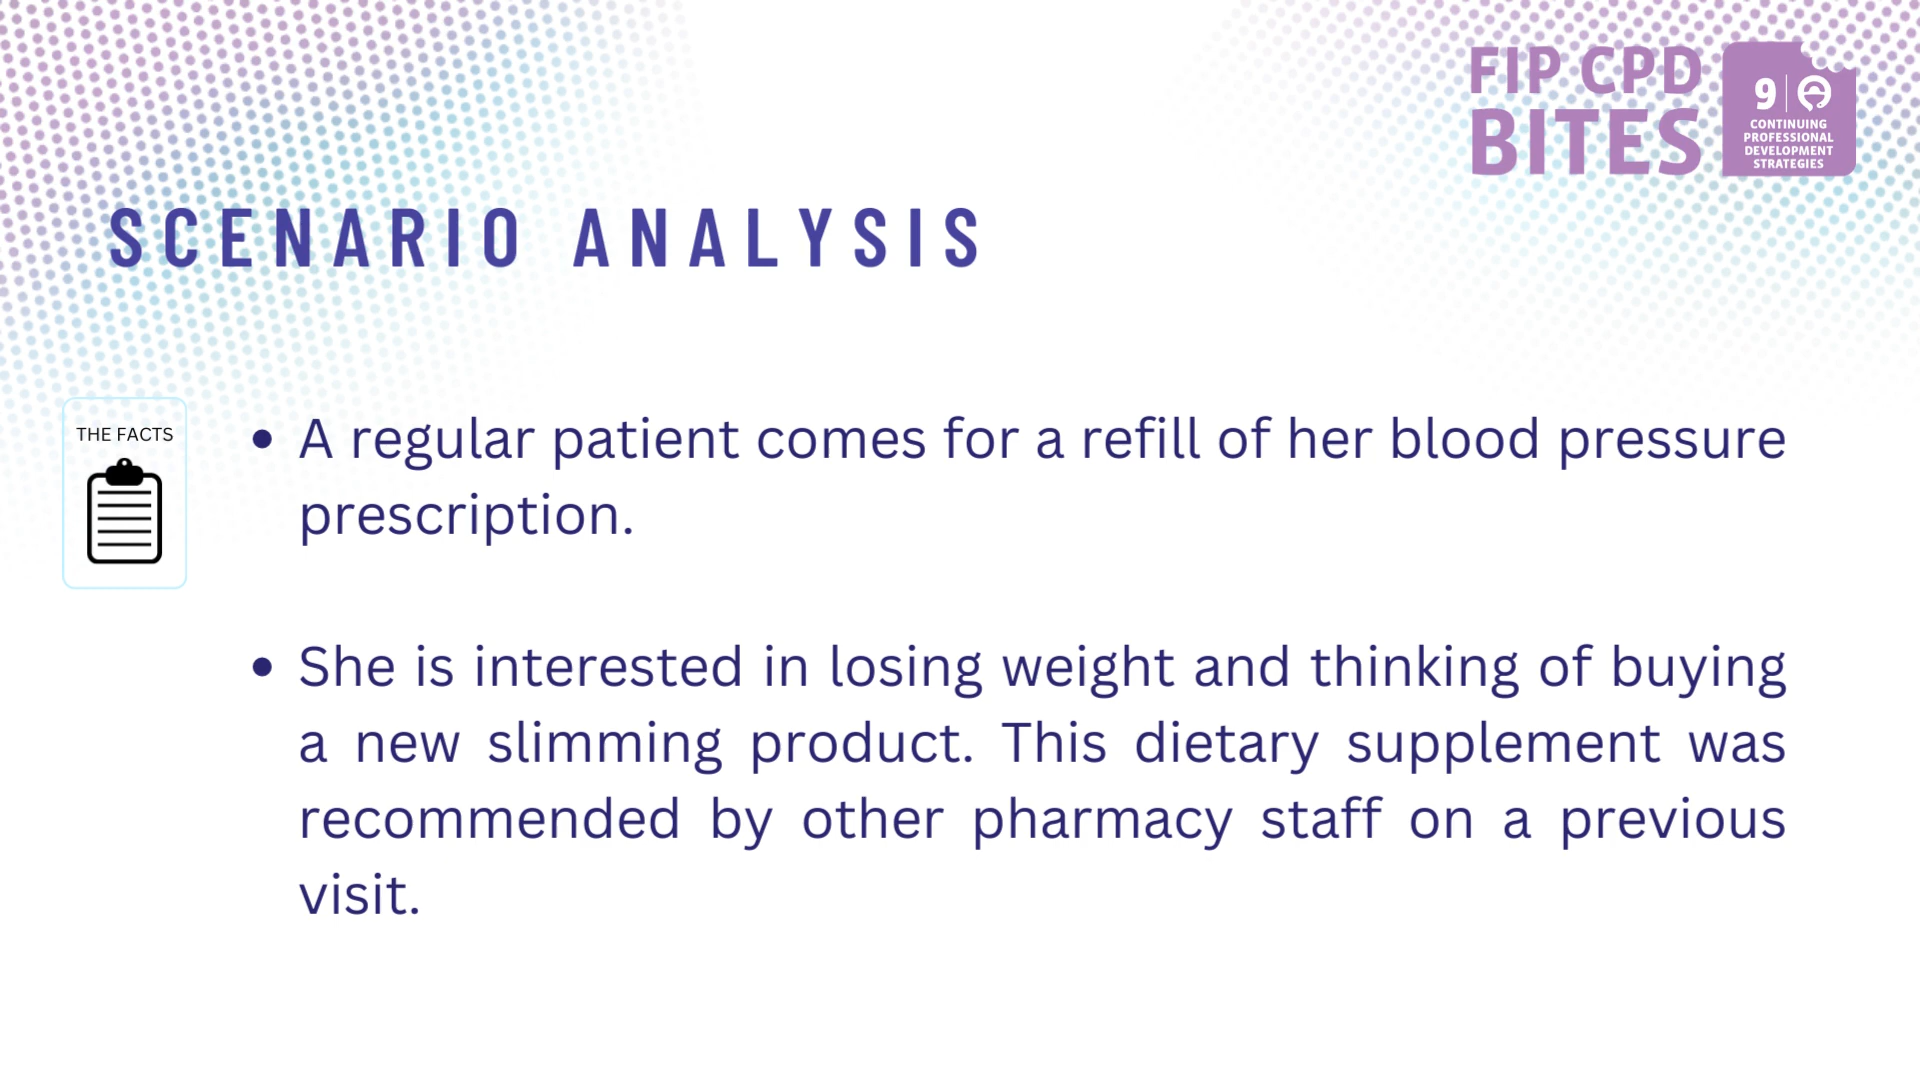 FIP CPD
BITES
9
CONTINUING
PROFESSIONAL
DEVELOPMENT
STRATEGIES
SCENARIO ANALYSIS
THE FACTS
• A regular patient comes for a refill of her blood pressure
prescription.
• She is interested in losing weight and thinking of buying
a new slimming product. This dietary supplement was
recommended by other pharmacy staff on a previous
visit.